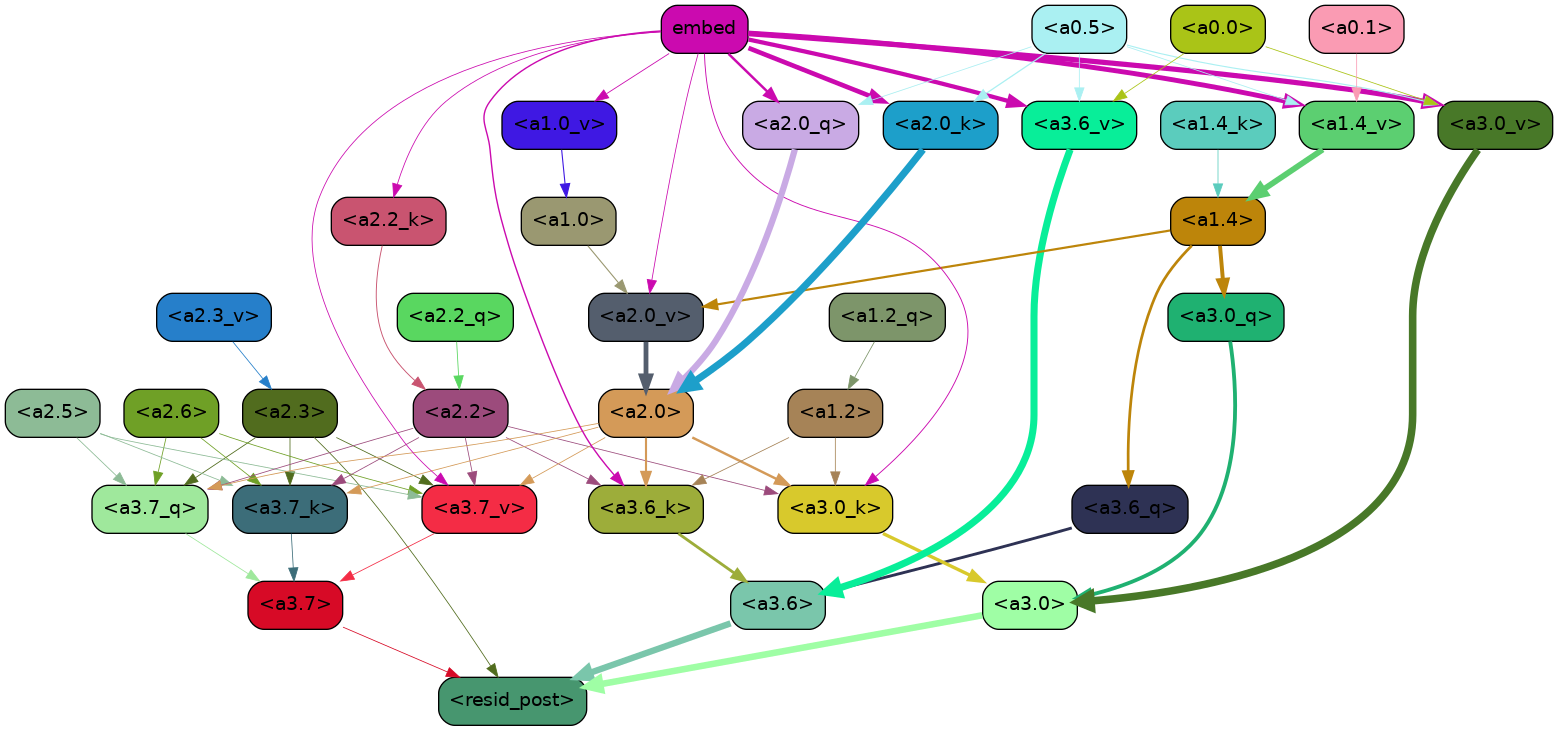 embed
<a0.5>
<a0.0>
<a0.1>
<a1.0_v>
<a2.0_q>
<a2.0_k>
<a3.6_v>
<a1.4_k>
<a1.4_v>
<a3.0_v>
<a2.2_k>
<a1.0>
<a1.4>
<a2.3_v>
<a2.2_q>
<a2.0_v>
<a1.2_q>
<a3.0_q>
<a2.5>
<a2.6>
<a2.3>
<a2.2>
<a2.0>
<a1.2>
<a3.7_q>
<a3.7_k>
<a3.7_v>
<a3.6_k>
<a3.0_k>
<a3.6_q>
<a3.7>
<a3.6>
<a3.0>
<resid_post>